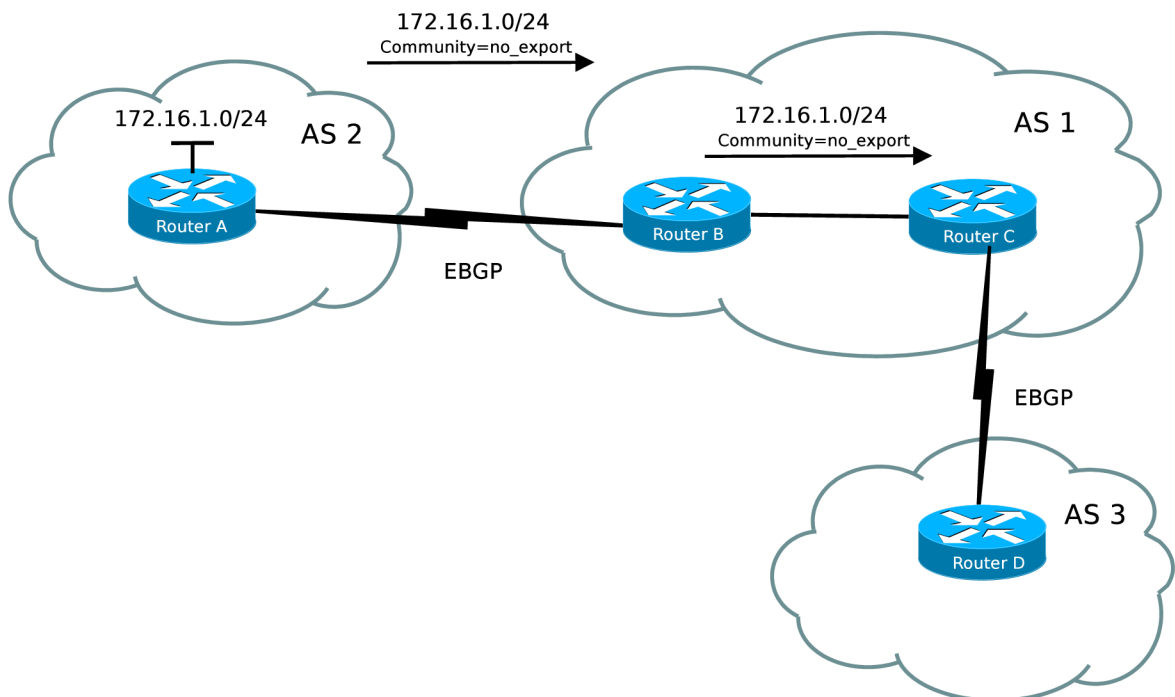 172.16.1.0/24
Community=no_export
172.16.1.0/24
AS 2
172.16.1.0/24
Community=no_export
AS 1
Router A
Router B
Router C
EBGP
EBGP
AS 3
Router D